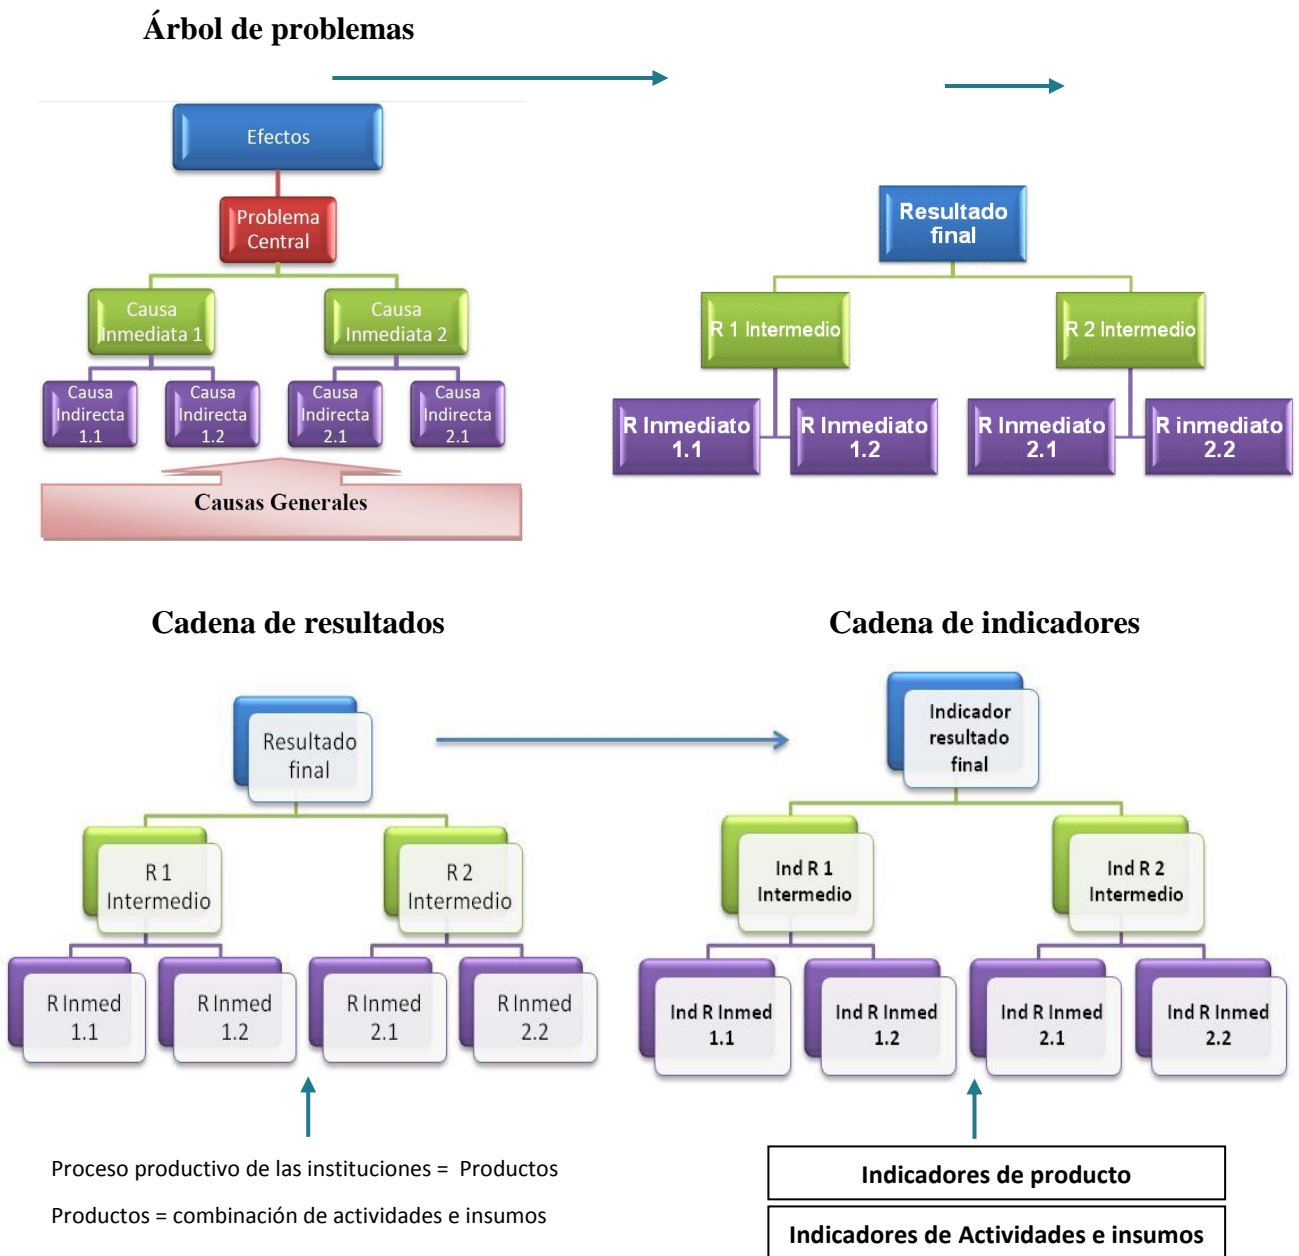 Árbol de problemas
Efectos
Problema
Central
Causa
Inmediata 1
Causa
Inmediata 2
Causa
Indirecta
1.1
Causa
Indirecta
1.2
Causa
Indirecta
2.1
Causa
Indirecta
2.1
Causas Generales
Resultado
final
R 1 Intermedio
R 2 Intermedio
R Inmediato
1.1
R Inmediato
1.2
R Inmediato
2.1
R inmediato
2.2
Cadena de resultados
Resultado
final
R 1
Intermedio
R 2
Intermedio
R Inmed
1.1
R Inmed
1.2
R Inmed
2.1
R Inmed
2.2
Proceso productivo de las instituciones = Productos
Productos = combinación de actividades e insumos
Cadena de indicadores
Indicador
resultado
final
Ind R 1
Intermedio
Ind R 2
Intermedio
Ind R Inmed
1.1
Ind R Inmed
1.2
Ind R Inmed
2.1
Ind R Inmed
2.2
Indicadores de producto
Indicadores de Actividades e insumos